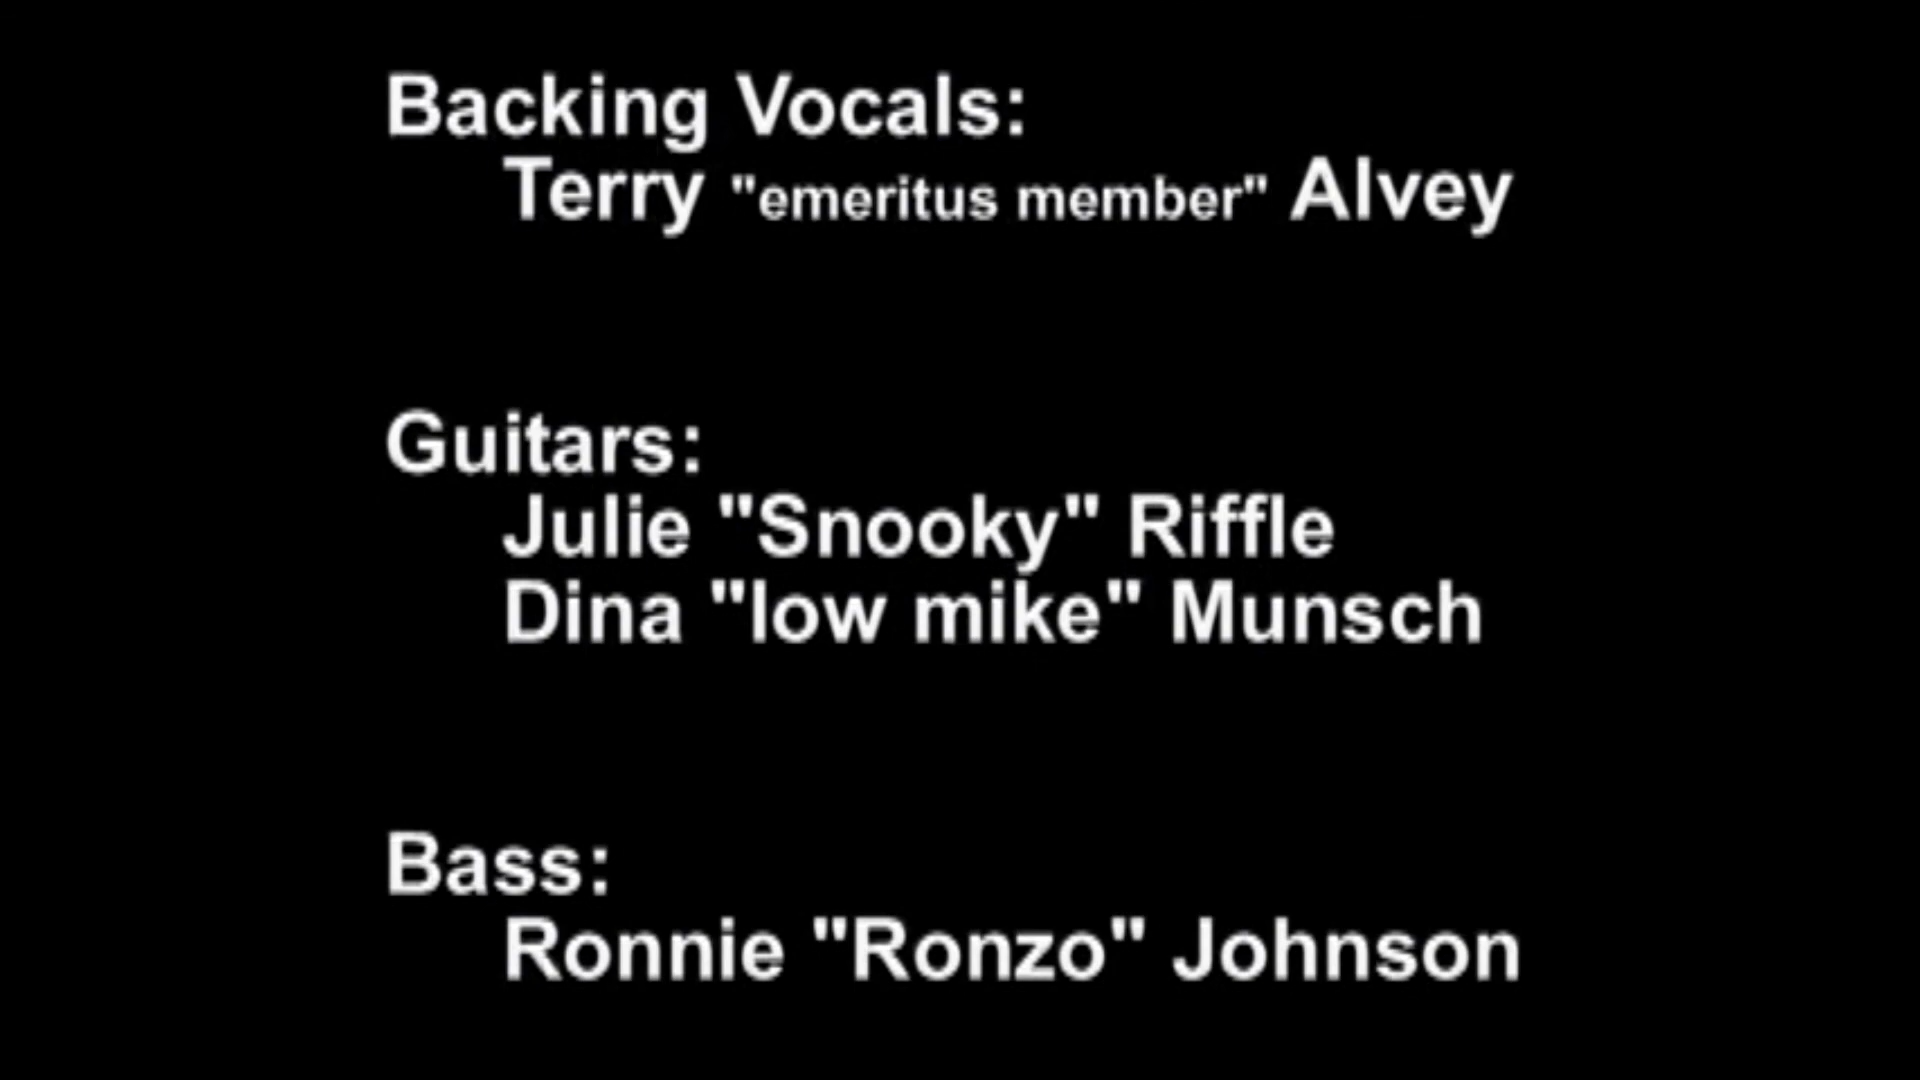 Backing Vocals:
Terry "emeritus member" Alvey
Guitars:
Julie "Snooky" Riffle
Dina "low mike" Munsch
Bass:
Ronnie "Ronzo" Johnson